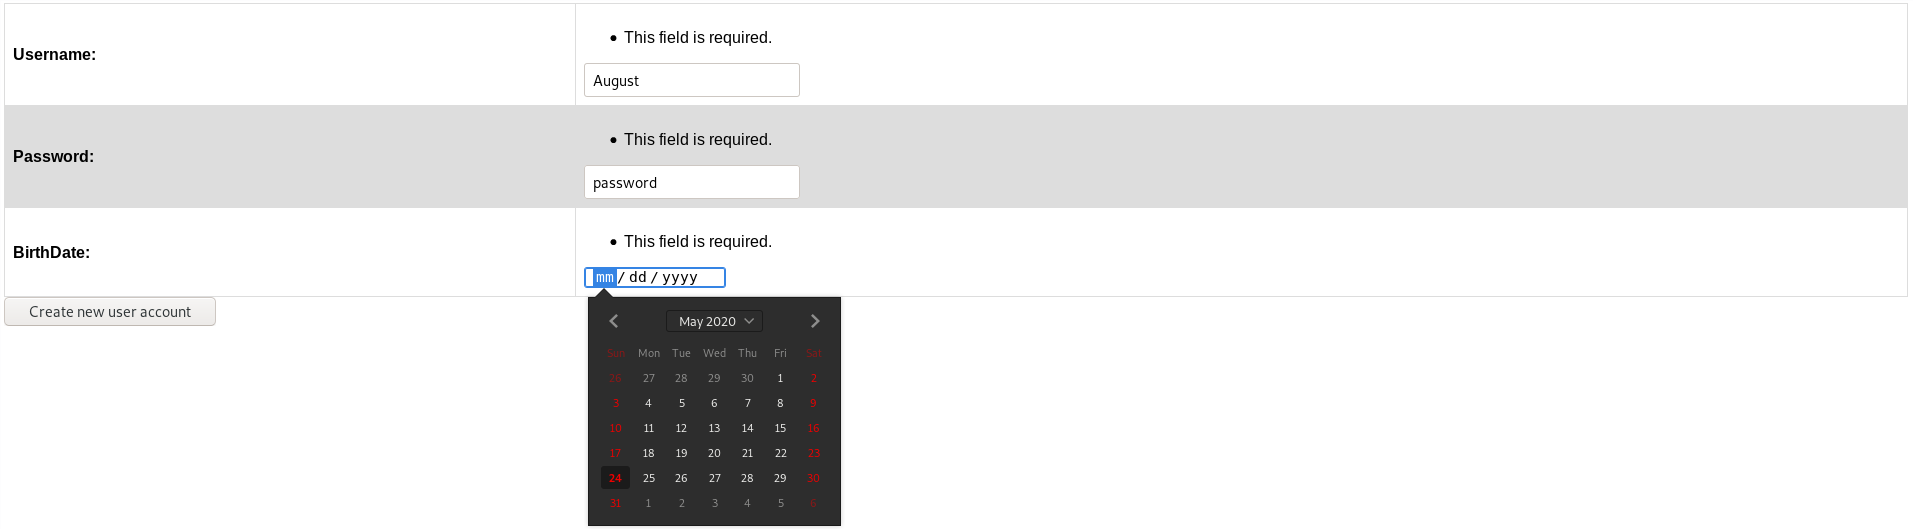 Username:
• This field is required.
August
Password:
• This field is required.
password
BirthDate:
• This field is required.
mm / dd / yyyy
Create new user account
May 2020
Sun Mon Tue Wed Thu Fri Sat
26 27 28 29 30 1 2
3 4 5 6 7 8 9
10 11 12 13 14 15 16
17 18 19 20 21 22 23
24 25 26 27 28 29 30
31 1 2 3 4 5 6